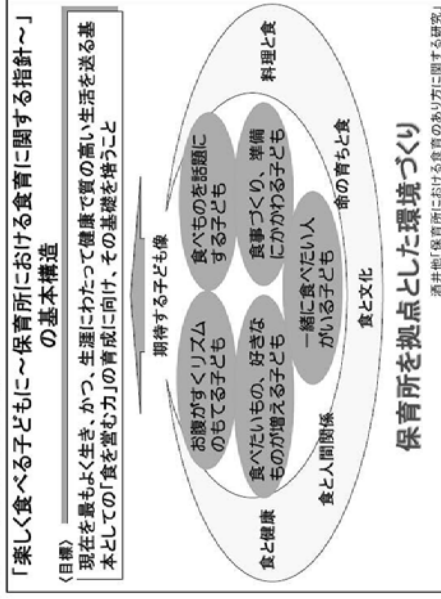 「楽しく食べる子どもに~保育所における食育に関する指針~」
の基本構造
〈目標〉
現在を最もよく生き、かつ、生涯にわたって健康で質の高い生活を送る基
本としての「食を営む力」の育成に向け、その基礎を培うこと
期待する子ども像
お腹がすくリズム
のもてる子ども
食べものを話題に
する子ども
食べたいもの、好きな
ものが増える子ども
食事づくり、準備
にかかわる子ども
一緒に食べたい人
がいる子ども
食と健康
食と人間関係
食と文化
命の育ちと食
料理と食
保育所を拠点とした環境づくり
酒井他「保育所における食育のあり方に関する研究」